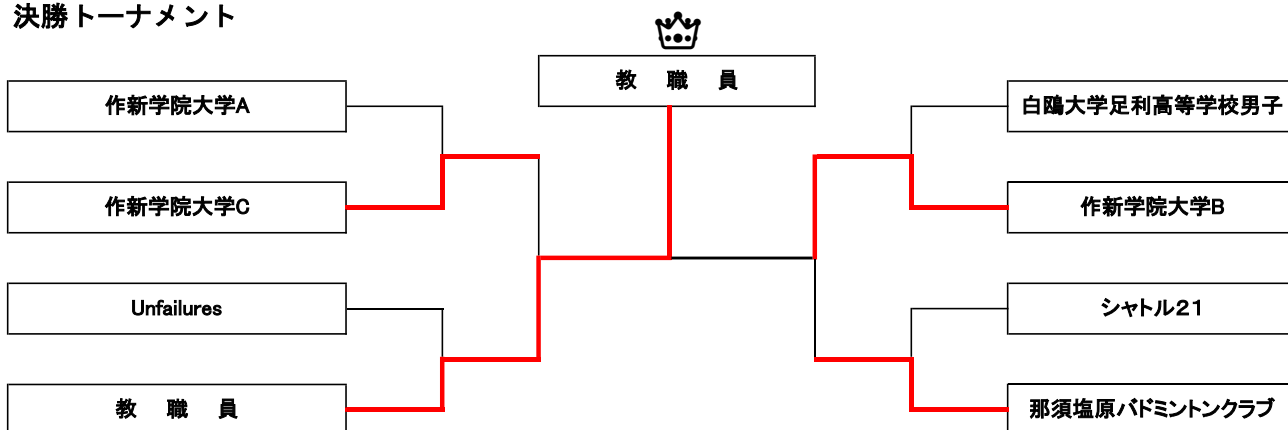 決勝トーナメント
教　職　員
作新学院大学A
白鴎大学足利高等学校男子
作新学院大学C
作新学院大学B
Unfailures
シャトル21
教　職　員
那須塩原バドミントンクラブ